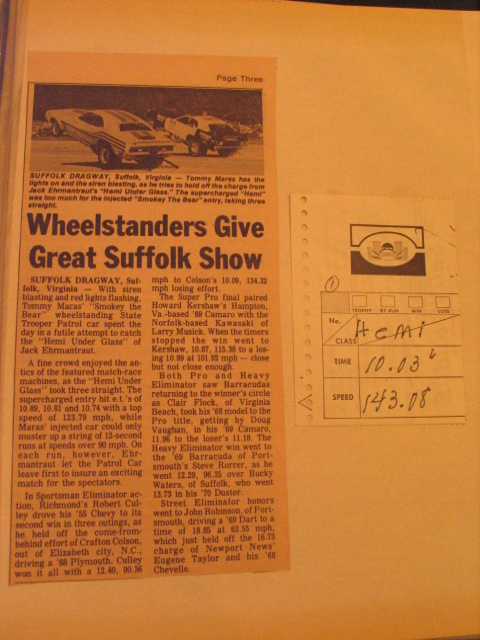 Page Three
SUFFOLK DRAGWAY, Suffolk, Virginia — Tommy Maras has the
lights on and the siren blasting, as he tries to hold off the charge from
Jack Ehrmantraut's "Hemi Under Glass." The supercharged "Hemi"
was too much for the injected "Smokey The Beer" entry, taking three
straight.
Wheelstanders Give
Great Suffolk Show
SUFFOLK DRAGWAY, Suf-
folk, Virginia — With siren
blasting and red lights flashing,
Tommy Maras' "Smokey the
Bear" wheelstanding State
Trooper Patrol car spent the
day in a futile attempt to catch
the "Hemi Under Glass" of
Jack Ehrmantraut.
A fine crowd enjoyed the an-
tics of the featured match-race
machines, as the "Hemi Under
Glass" took three straight. The
supercharged entry hit e.t.'s of
10.89, 10.81 and 10.74 with a top
speed of 123.79 mph, while
Maras' injected car could only
muster up a string of 12-second
runs at speeds over 90 mph. On
each run, however, Ehr-
mantraut let the Patrol Car
leave first to insure an exciting
match for the spectators.
In Sportsman Eliminator ac-
tion, Richmond's Robert Cul-
ley drove his '55 Chevy to its
second win in three outings, as
he held off the come-from-
behind effort of Crafton Colson,
out of Elizabeth city, N.C.,
driving a '68 Plymouth. Culley
won it all with a 12.40, 90.36
mph to Colson's 10.09, 134.32
mph losing effort.
The Super Pro final paired
Howard Kershaw's Hampton,
Va.-based '69 Camaro with the
Norfolk-based Kawasaki of
Larry Musick. When the timers
stopped the win went to
Kershaw, 10.87, 115.38 to a los-
ing 10.89 at 101.92 mph — close
but not close enough.
Both Pro and Heavy
Eliminator saw Barracudas
returning to the winner's circle
as Clair Flock, of Virginia
Beach, took his '68 model to the
Pro title, getting by Doug
Vaughan, in his '69 Camaro,
11.96 to the loser's 11.18. The
Heavy Eliminator win went to
the '69 Barracuda of Port-
smouth's Steve Rorrer, as he
went 12.29, 96.35 over Bucky
Waters, of Suffolk, who went
13.73 in his '70 Duster.
Street Eliminator honors
went to John Robinson, of Port-
smouth, driving a '69 Dart to a
time of 18.85 at 63.55 mph,
which just held off the 16.73
charge of Newport News'
Eugene Taylor and his '68
Chevelle.
1
TROPHY BY RUN WIN LOSS
No. CLASS Hemi
TIME 10.03
SPEED 143.08